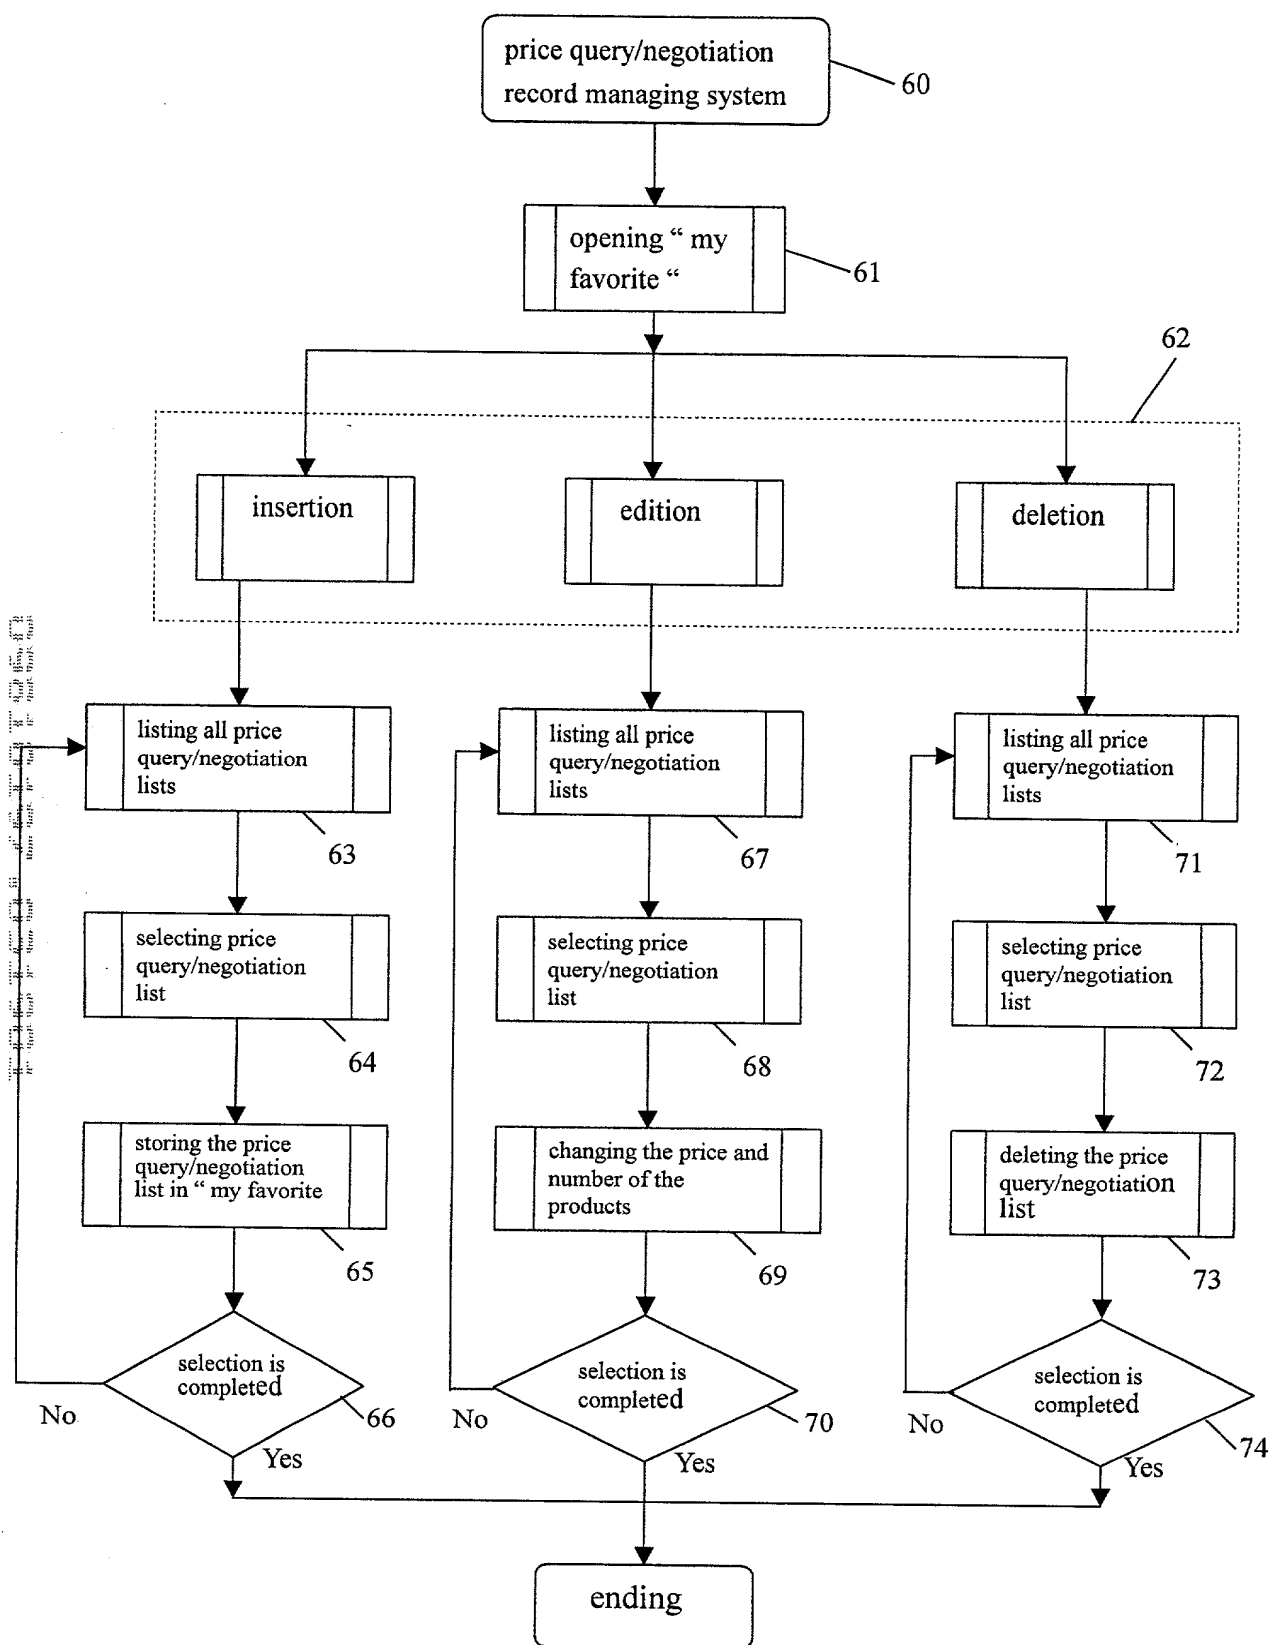 price query/negotiation
record managing system
60
opening “ my
favorite “
61
62
insertion
edition
deletion
listing all price
query/negotiation
lists
63
listing all price
query/negotiation
lists
67
listing all price
query/negotiation
lists
71
selecting price
query/negotiation
list
64
selecting price
query/negotiation
list
68
selecting price
query/negotiation
list
72
storing the price
query/negotiation
list in “ my favorite
65
changing the price and
number of the
products
69
deleting the price
query/negotiation
list
73
selection is
completed
66
No
Yes
selection is
completed
70
No
Yes
selection is
completed
74
No
Yes
ending